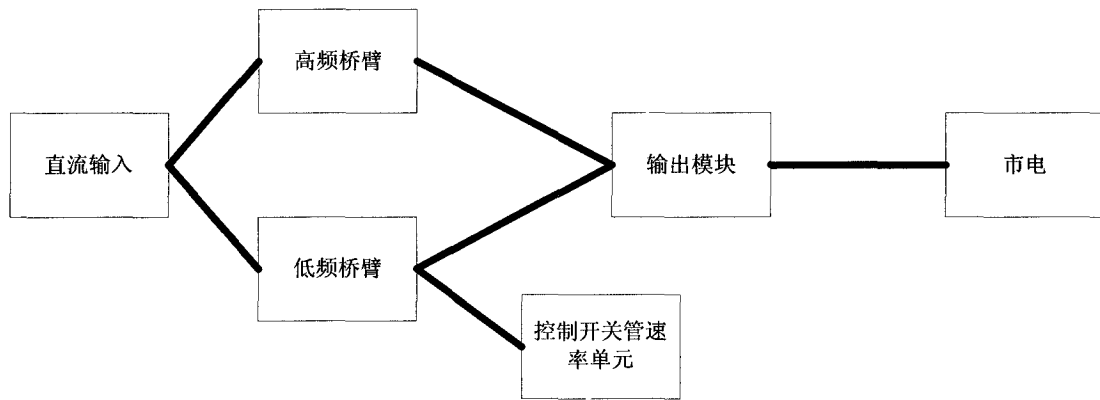 高频桥臂
直流输入
输出模块
市电
低频桥臂
控制开关管速
率单元